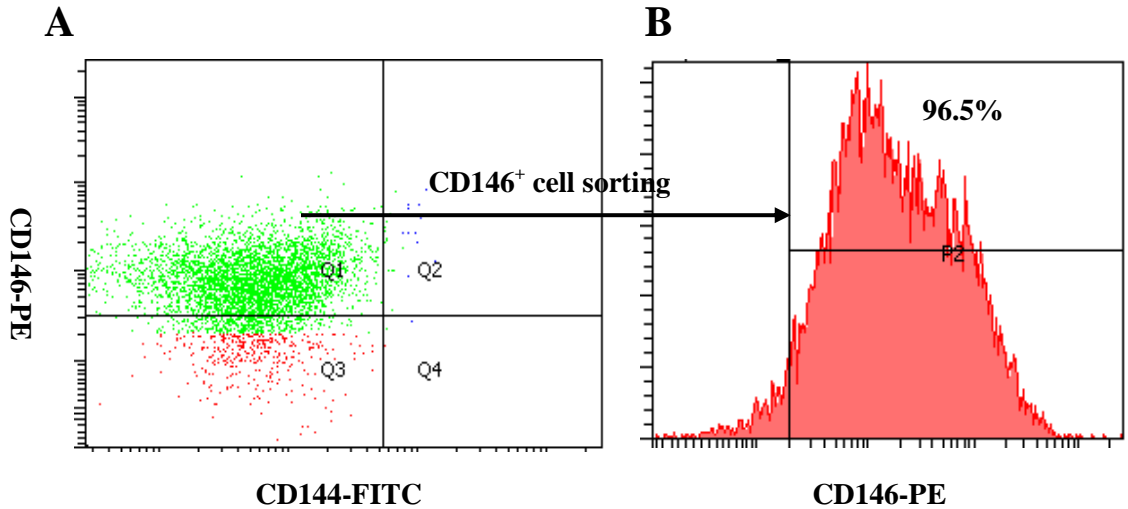 A
B
96.5%
CD146+ cell sorting
CD146-PE
Q1
Q2
Q3
Q4
P2
CD144-FITC
CD146-PE